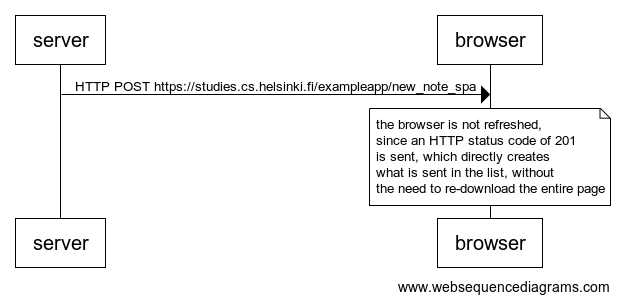 server browser
HTTP POST https://studies.cs.helsinki.fi/exampleapp/new_note_spa
the browser is not refreshed,
since an HTTP status code of 201
is sent, which directly creates
what is sent in the list, without
the need to re-download the entire page
server browser
www.websequencediagrams.com